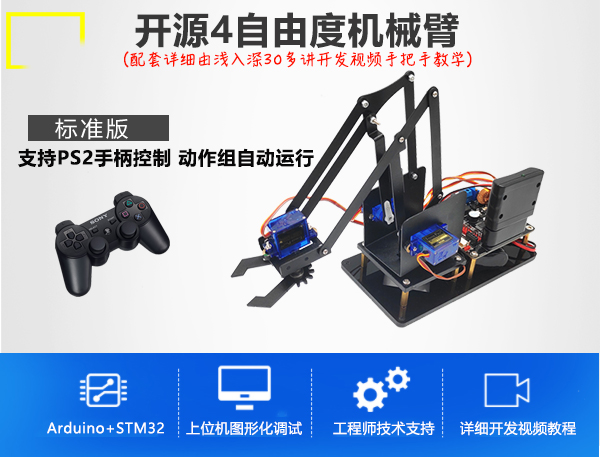 开源4自由度机械臂
(配套详细由浅入深30多讲开发视频手把手教学)
标准版
支持PS2手柄控制 动作组自动运行
SONY
Arduino+STM32
上位机图形化调试
工程师技术支持
详细开发视频教程